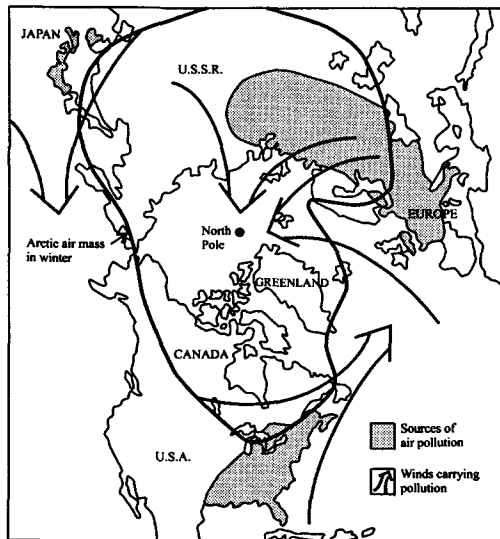 JAPAN
U.S.S.R.
EUROPE
Arctic air mass
in winter
North
Pole
GREENLAND
CANADA
U.S.A.
Sources of
air pollution
Winds carrying
pollution